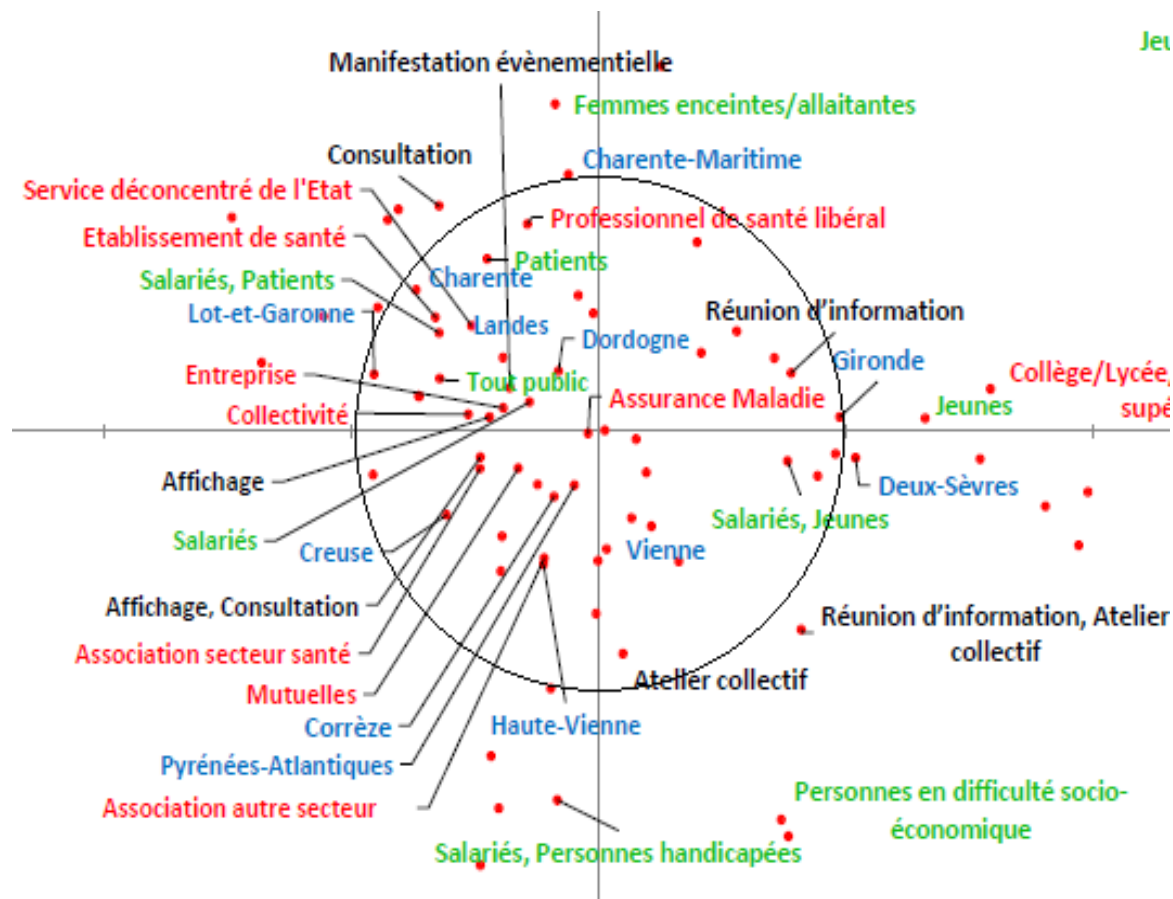 Jeu
Manifestation évènementielle
Femmes enceintes/allaitantes
Consultation
Charente-Maritime
Service déconcentré de l'Etat
Professionnel de santé libéral
Etablissement de santé
Patients
Salariés, Patients
Charente
Lot-et-Garonne
Landes
Réunion d’information
Dordogne
Gironde
Entreprise
Tout public
Collège/Lycée,
supé
Assurance Maladie
Jeunes
Collectivité
Affichage
Deux-Sèvres
Salariés, Jeunes
Salariés
Creuse
Vienne
Affichage, Consultation
Réunion d’information, Atelier
collectif
Association secteur santé
Atelier collectif
Mutuelles
Corrèze
Haute-Vienne
Pyrénées-Atlantiques
Association autre secteur
Personnes en difficulté socio-
économique
Salariés, Personnes handicapées